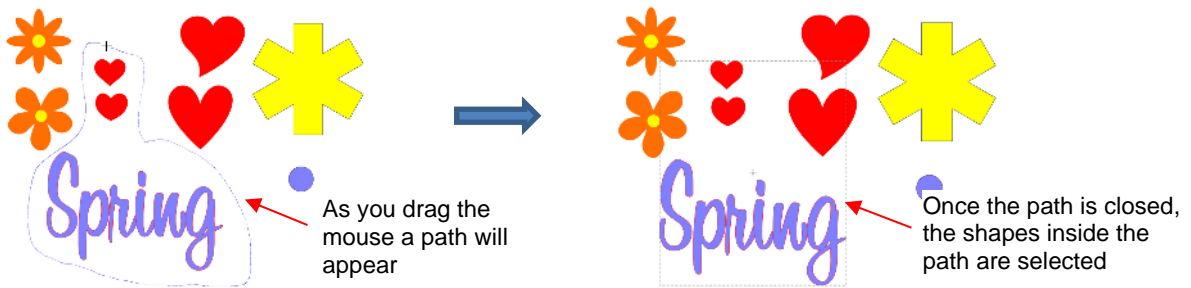 Spring
As you drag the
mouse a path will
appear
Spring
Once the path is closed,
the shapes inside the
path are selected